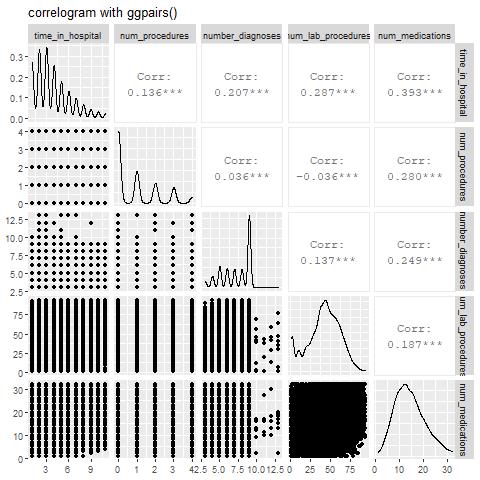 correlogram with ggpairs()
time_in_hospital num_procedures number_diagnoses num_lab_procedures num_medications
0.3
0.2
0.1
0.0
Corr:
0.136***
Corr:
0.207***
Corr:
0.287***
Corr:
0.393***
time_in_hospital
4
3
2
1
0
Corr:
0.036***
Corr:
-0.036***
Corr:
0.280***
num_procedures
12.5
10.0
7.5
5.0
2.5
Corr:
0.137***
Corr:
0.249***
number_diagnoses
75
50
25
0
Corr:
0.187***
um_lab_procedure
30
20
10
0
num_medications
3 6 9
0 1 2 3 4
2.5 5.0 7.5 10.0 12.5
0 25 50 75
0 10 20 30